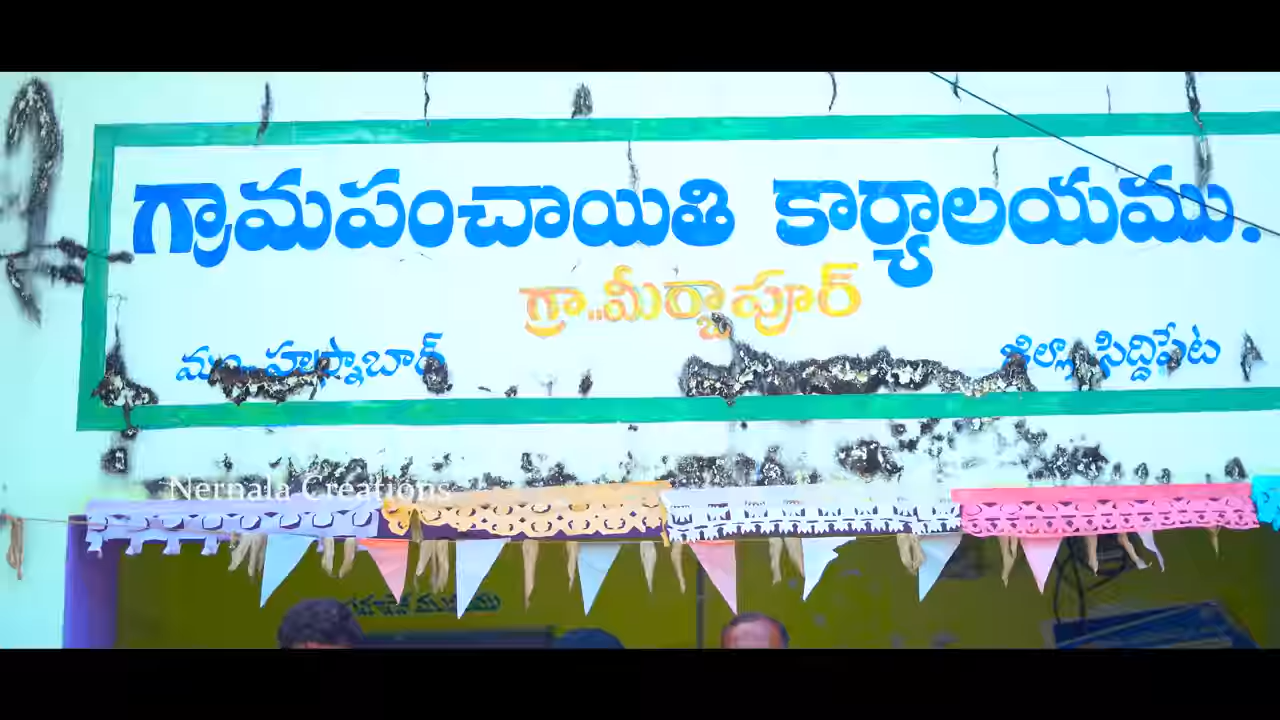 గ్రామపంచాయితి కార్యాలయము.
గ్రా..మీర్జాపూర్
మం.. హుస్నాబాద్ జిల్లా సిద్దిపేట
Nernala Creations